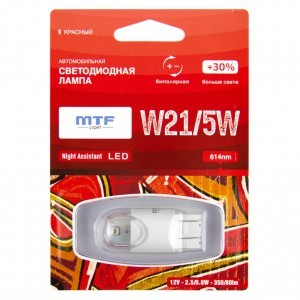 КРАСНЫЙ
АВТОМОБИЛЬНАЯ
СВЕТОДИОДНАЯ
ЛАМПА
биполярная
+30%
больше света
MTF
LIGHT
W21/5W
Night Assistant LED
614nm
12V • 2.5/0.8W • 350/80lm